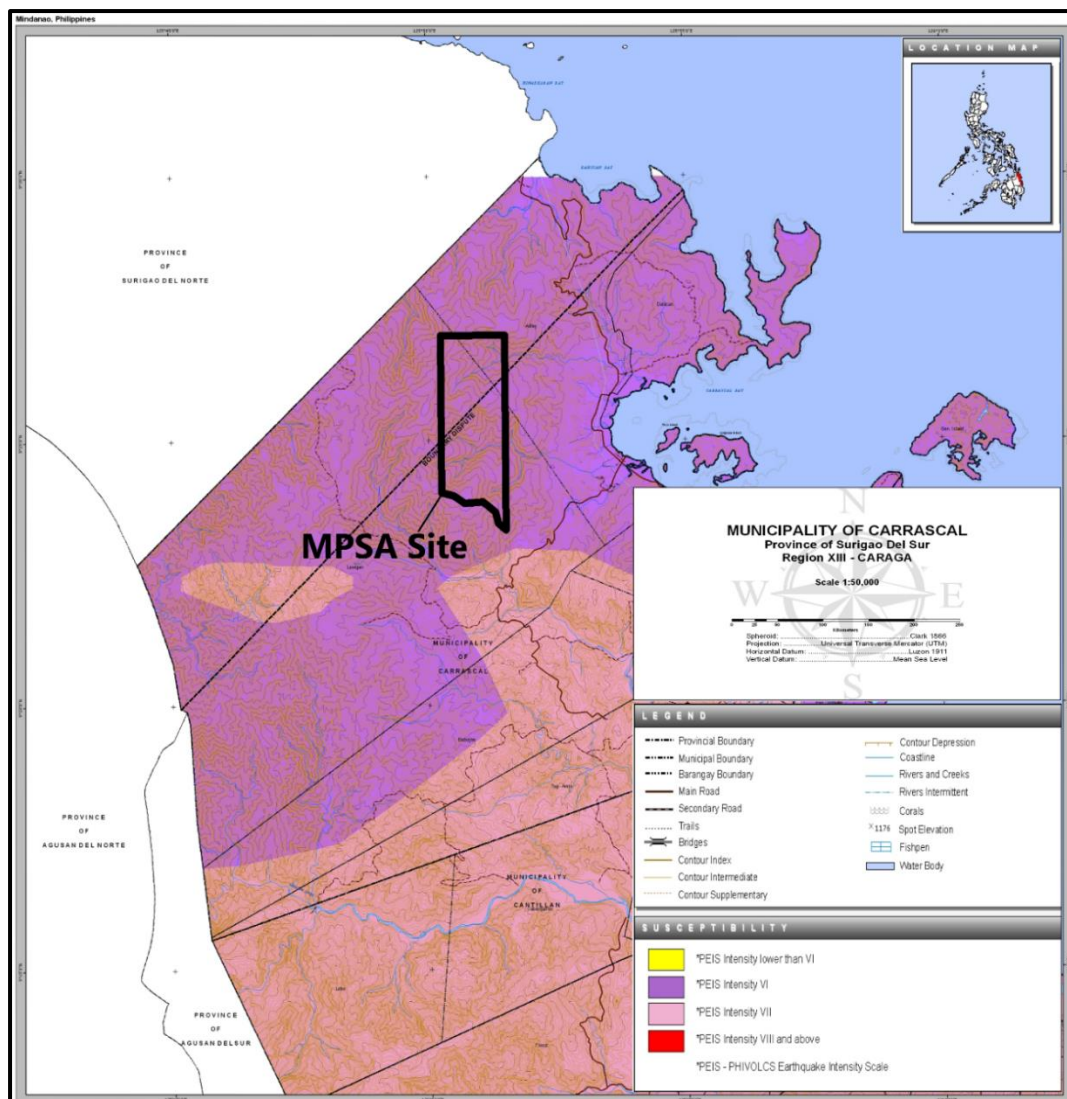 Mindanao, Philippines
LOCATION MAP
PROVINCE
OF
SURIGAO DEL NORTE
BOUNDARY DISPUTE
MPSA Site
MUNICIPALITY OF CARRASCAL
Province of Surigao Del Sur
Region XIII - CARAGA
Scale 1:50,000
N
W
E
S
Kilometers
Spheroid: Clark 1866
Projection: Universal Transverse Mercator (UTM)
Horizontal Datum: Luzon 1911
Vertical Datum: Mean Sea Level
MUNICIPALITY
OF
CARRASCAL
PROVINCE
OF
AGUSAN DEL NORTE
MUNICIPALITY
OF
CANTILLAN
PROVINCE
OF
AGUSAN DEL SUR
LEGEND
Provincial Boundary
Municipal Boundary
Barangay Boundary
Main Road
Secondary Road
Trails
Bridges
Contour Index
Contour Intermediate
Contour Supplementary
Contour Depression
Coastline
Rivers and Creeks
Rivers Intermittent
Corals
X 1176 Spot Elevation
Fishpen
Water Body
SUSCEPTIBILITY
*PEIS Intensity lower than VI
*PEIS Intensity VI
*PEIS Intensity VII
*PEIS Intensity VIII and above
*PEIS - PHIVOLCS Earthquake Intensity Scale